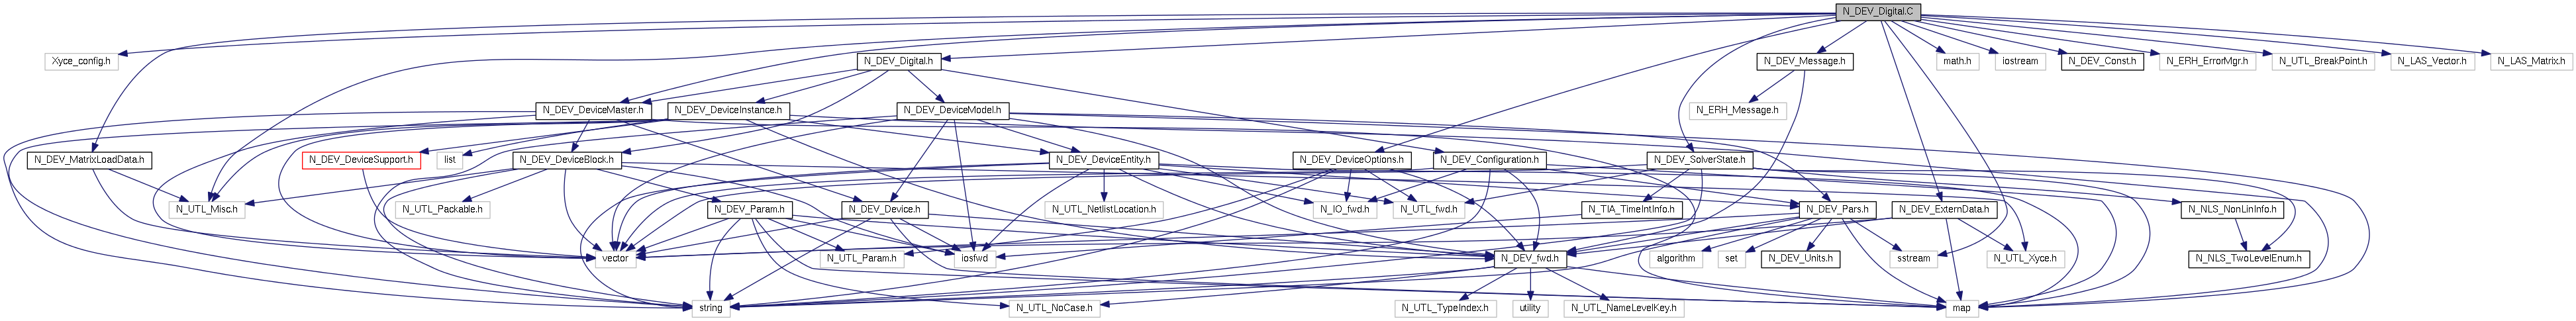 N_DEV_Digital.C
Xyce_config.h
N_DEV_Digital.h
N_DEV_Message.h
math.h
iostream
N_DEV_Const.h
N_ERH_ErrorMgr.h
N_UTL_BreakPoint.h
N_LAS_Vector.h
N_LAS_Matrix.h
N_DEV_DeviceMaster.h
N_DEV_DeviceInstance.h
N_DEV_DeviceModel.h
N_ERH_Message.h
N_DEV_MatrixLoadData.h
N_DEV_DeviceSupport.h
list
N_DEV_DeviceBlock.h
N_DEV_DeviceEntity.h
N_DEV_DeviceOptions.h
N_DEV_Configuration.h
N_DEV_SolverState.h
N_UTL_Misc.h
N_UTL_Packable.h
N_DEV_Param.h
N_DEV_Device.h
N_UTL_NetlistLocation.h
N_IO_fwd.h
N_UTL_fwd.h
N_TIA_TimeIntInfo.h
N_DEV_Pars.h
N_DEV_ExternData.h
N_NLS_NonLinInfo.h
vector
N_UTL_Param.h
iosfwd
N_DEV_fwd.h
algorithm
set
N_DEV_Units.h
sstream
N_UTL_Xyce.h
N_NLS_TwoLevelEnum.h
string
N_UTL_NoCase.h
N_UTL_TypeIndex.h
utility
N_UTL_NameLevelKey.h
map